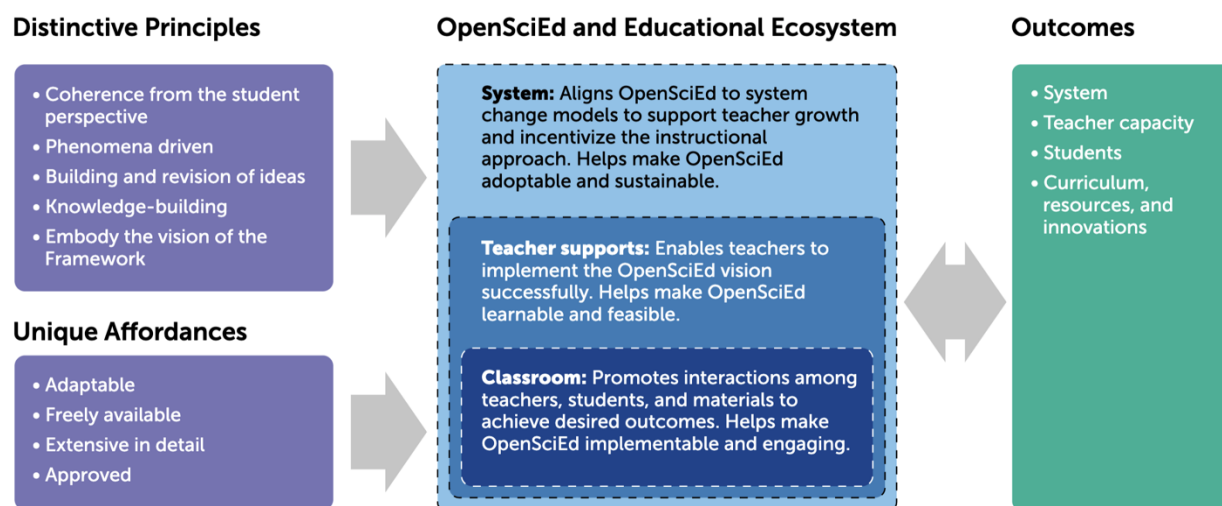 Distinctive Principles
• Coherence from the student
perspective
• Phenomena driven
• Building and revision of ideas
• Knowledge-building
• Embody the vision of the
Framework
Unique Affordances
• Adaptable
• Freely available
• Extensive in detail
• Approved
OpenSciEd and Educational Ecosystem
System: Aligns OpenSciEd to system
change models to support teacher growth
and incentivize the instructional
approach. Helps make OpenSciEd
adoptable and sustainable.
Teacher supports: Enables teachers to
implement the OpenSciEd vision
successfully. Helps make OpenSciEd
learnable and feasible.
Classroom: Promotes interactions among
teachers, students, and materials to
achieve desired outcomes. Helps make
OpenSciEd implementable and engaging.
Outcomes
• System
• Teacher capacity
• Students
• Curriculum,
resources, and
innovations